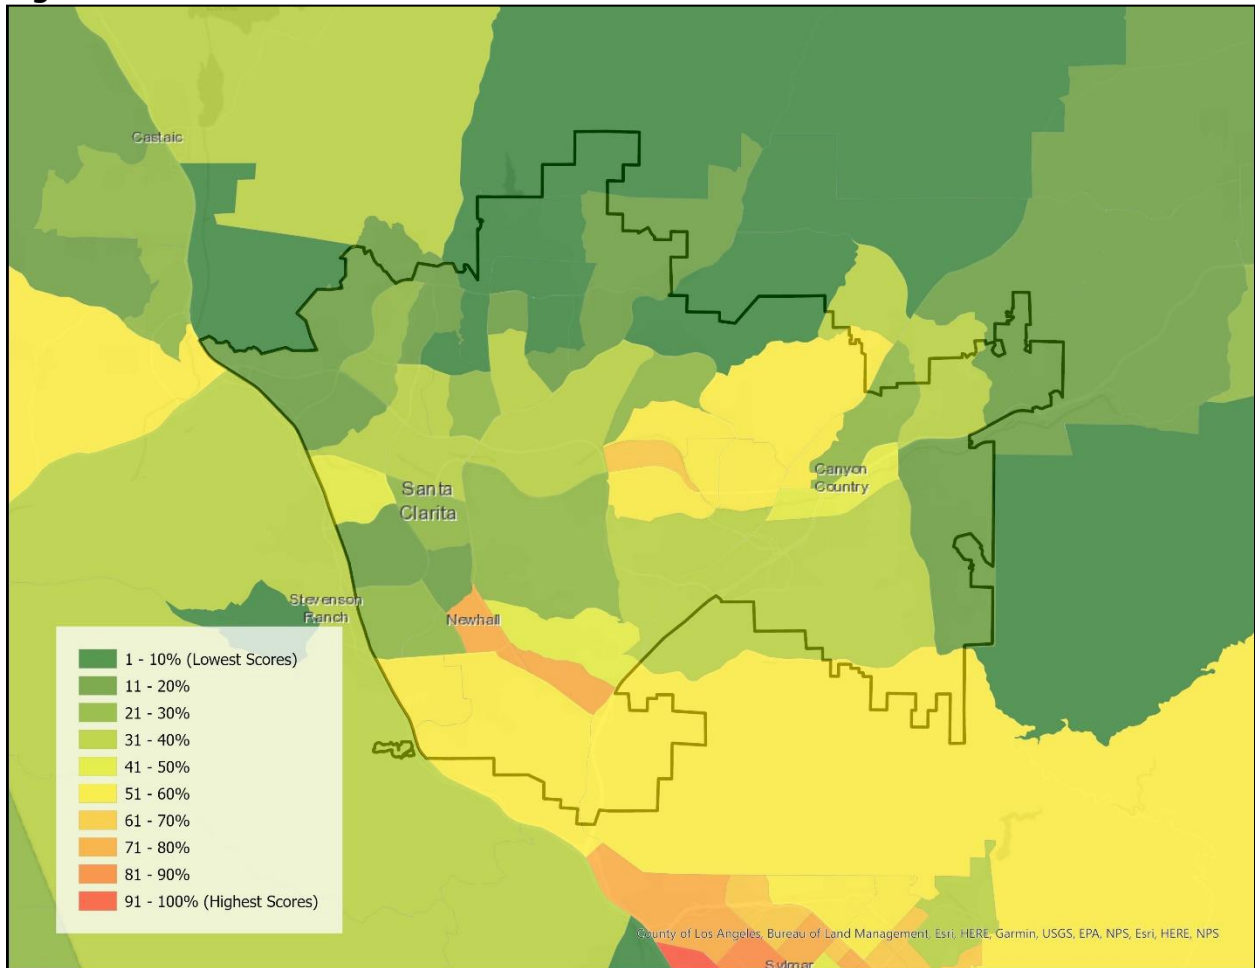 Castaic
Santa
Clarita
Canyon
Country
Stevenson
Ranch
Newhall
1 - 10% (Lowest Scores)
11 - 20%
21 - 30%
31 - 40%
41 - 50%
51 - 60%
61 - 70%
71 - 80%
81 - 90%
91 - 100% (Highest Scores)
County of Los Angeles, Bureau of Land Management, Esri, HERE, Garmin, USGS, EPA, NPS, Esri, HERE, NPS
Sylmar